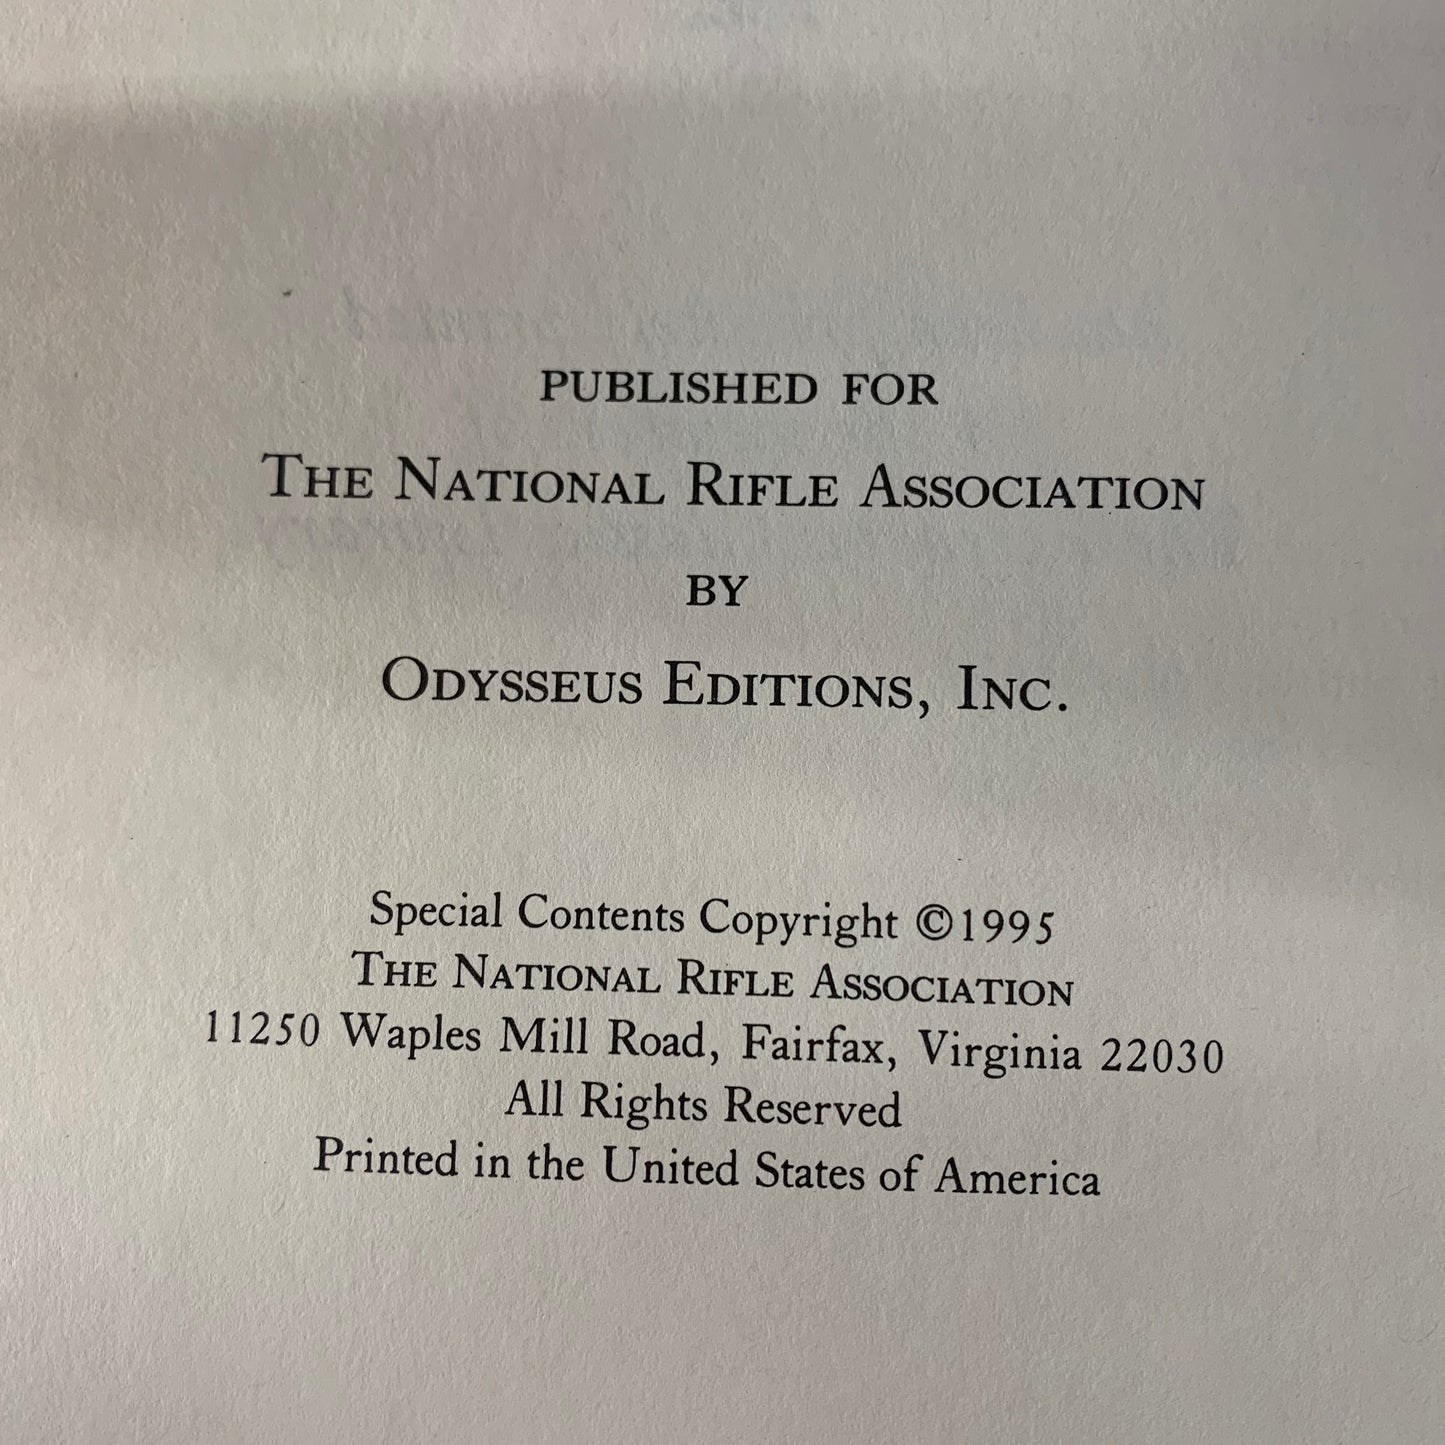 PUBLISHED FOR
THE NATIONAL RIFLE ASSOCIATION
BY
ODYSSEUS EDITIONS, INC.
Special Contents Copyright ©1995
THE NATIONAL RIFLE ASSOCIATION
11250 Waples Mill Road, Fairfax, Virginia 22030
All Rights Reserved
Printed in the United States of America